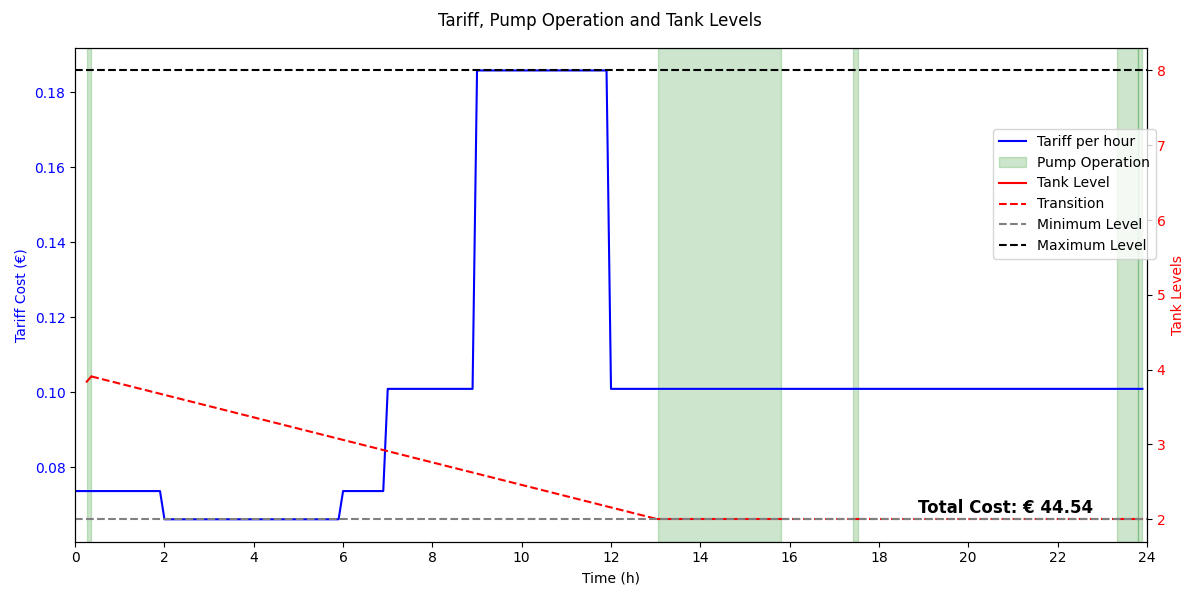 Tariff, Pump Operation and Tank Levels
0.18
0.16
0.14
0.12
0.10
0.08
Tariff Cost (€)
8
7
6
5
4
3
2
Tank Levels
Tariff per hour
Pump Operation
Tank Level
Transition
Minimum Level
Maximum Level
Total Cost: € 44.54
0 2 4 6 8 10 12 14 16 18 20 22 24
Time (h)